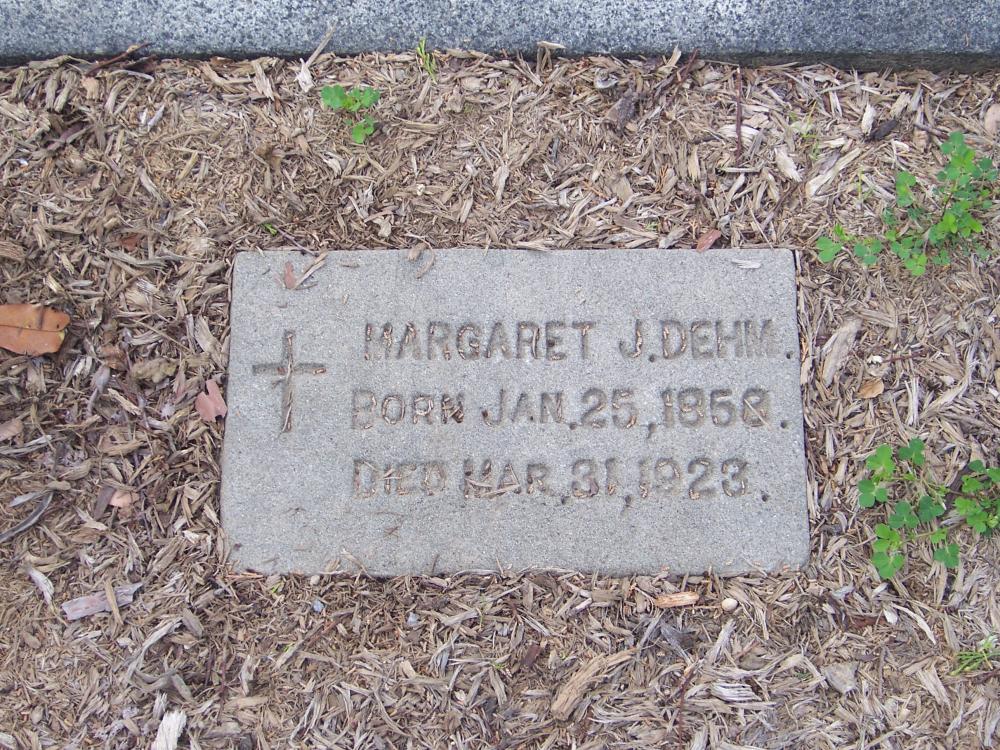 MARGARET J. DEHM.
BORN JAN. 25, 1858.
DIED MAR. 31, 1923.